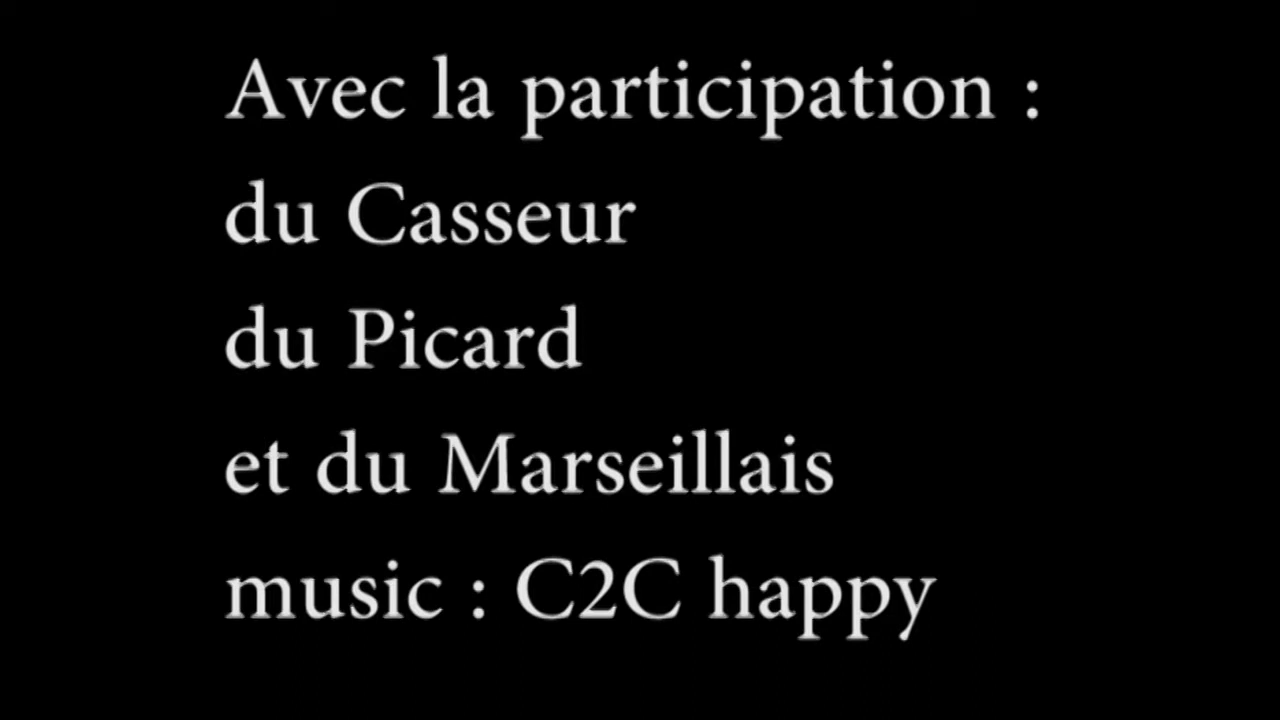 Avec la participation :
du Casseur
du Picard
et du Marseillais
music : C2C happy